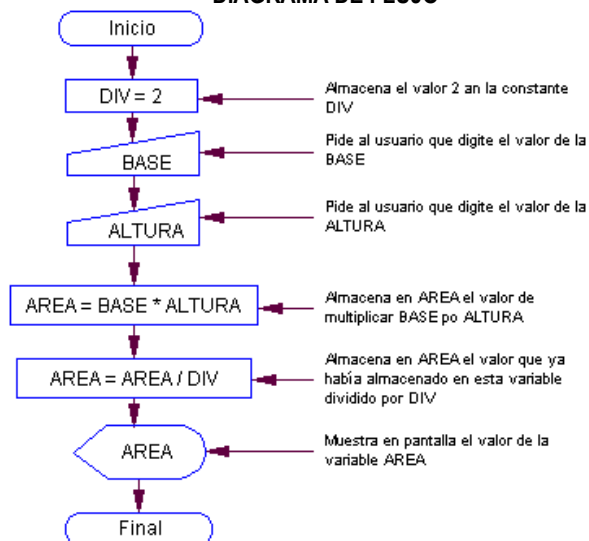 DIAGRAMA DE FLUJO
Inicio
DIV = 2
Almacena el valor 2 an la constante
DIV
BASE
Pide al usuario que digite el valor de la
BASE
ALTURA
Pide al usuario que digite el valor de la
ALTURA
AREA = BASE * ALTURA
Almacena en AREA el valor de
multiplicar BASE po ALTURA
AREA = AREA / DIV
Almacena en AREA el valor que ya
había almacenado en esta variable
dividido por DIV
AREA
Muestra en pantalla el valor de la
variable AREA
Final